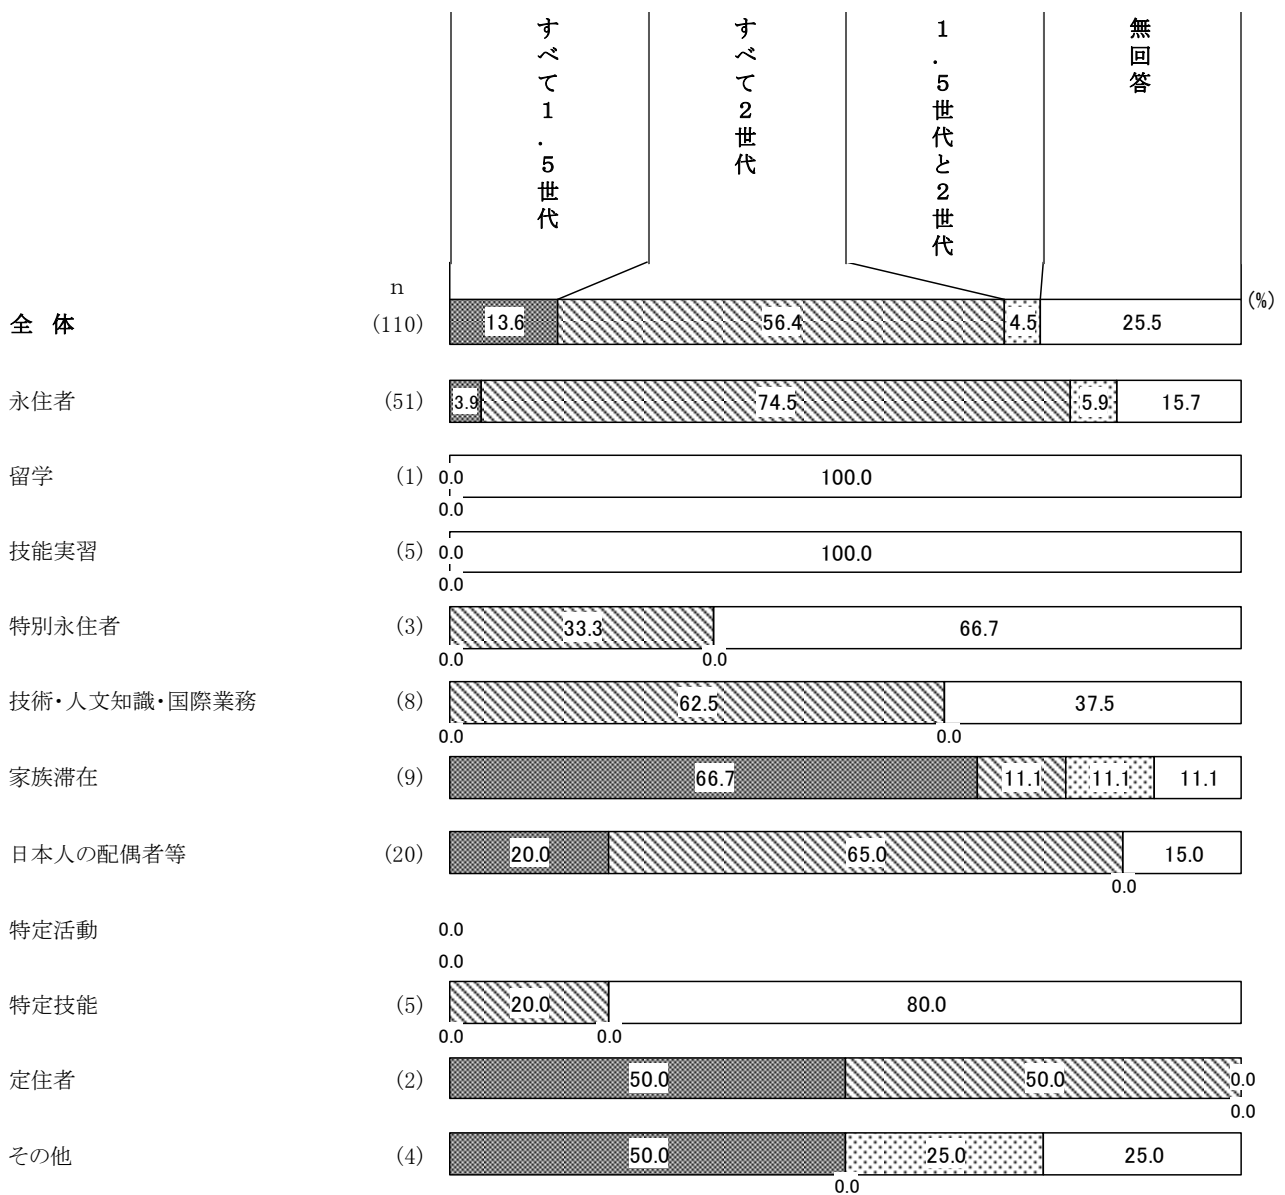 すべて１．５世代
すべて２世代
１．５世代と２世代
無回答
n
(%)
全 体 (110) 13.6 56.4 4.5 25.5
永住者 (51) 3.9 74.5 5.9 15.7
留学 (1) 0.0 100.0
0.0
技能実習 (5) 0.0 100.0
0.0
特別永住者 (3) 33.3 66.7
0.0 0.0
技術・人文知識・国際業務 (8) 62.5 37.5
0.0 0.0
家族滞在 (9) 66.7 11.1 11.1 11.1
日本人の配偶者等 (20) 20.0 65.0 15.0
0.0
特定活動 0.0
0.0
特定技能 (5) 20.0 80.0
0.0 0.0
定住者 (2) 50.0 50.0 0.0
0.0
その他 (4) 50.0 25.0 25.0
0.0